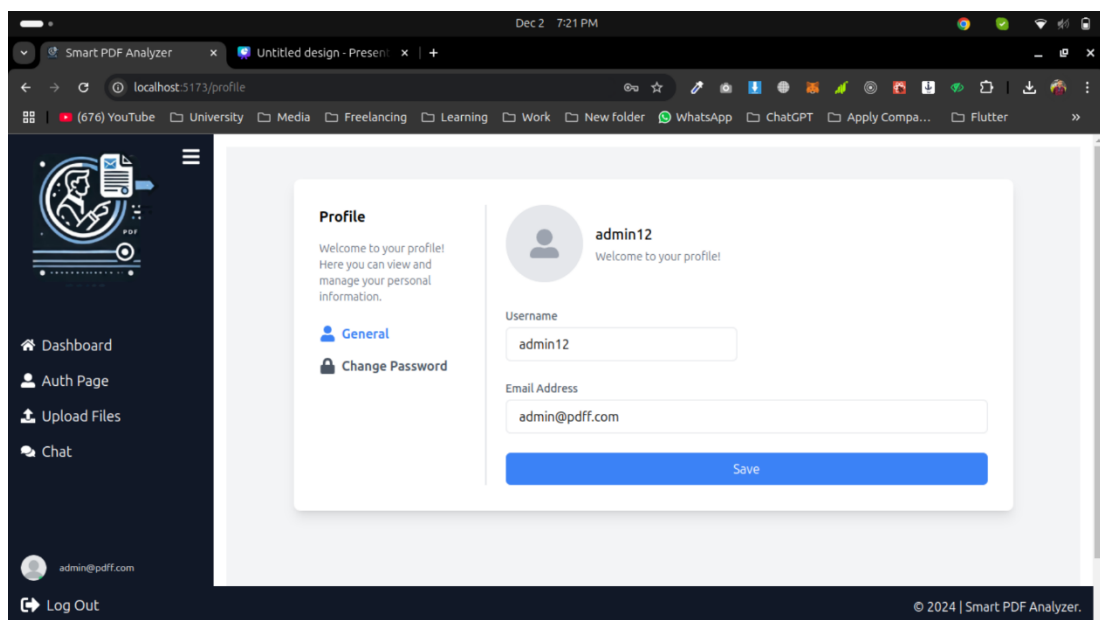 Dec 2 7:21 PM
Smart PDF Analyzer
Untitled design - Present
localhost:5173/profile
(676) YouTube University Media Freelancing Learning Work New folder WhatsApp ChatGPT Apply Compa... Flutter
PDF
Dashboard
Auth Page
Upload Files
Chat
admin@pdff.com
Log Out
Profile
Welcome to your profile!
Here you can view and
manage your personal
information.
General
Change Password
admin12
Welcome to your profile!
Username
admin12
Email Address
admin@pdff.com
Save
© 2024 | Smart PDF Analyzer.